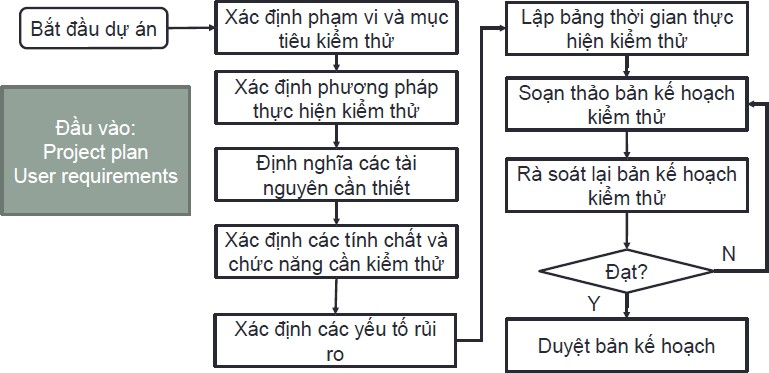 Bắt đầu dự án
Đầu vào:
Project plan
User requirements
Xác định phạm vi và mục
tiêu kiểm thử
Xác định phương pháp
thực hiện kiểm thử
Định nghĩa các tài
nguyên cần thiết
Xác định các tính chất và
chức năng cần kiểm thử
Xác định các yếu tố rủi
ro
Lập bảng thời gian thực
hiện kiểm thử
Soạn thảo bản kế hoạch
kiểm thử
Rà soát lại bản kế hoạch
kiểm thử
Đạt?
N
Y
Duyệt bản kế hoạch